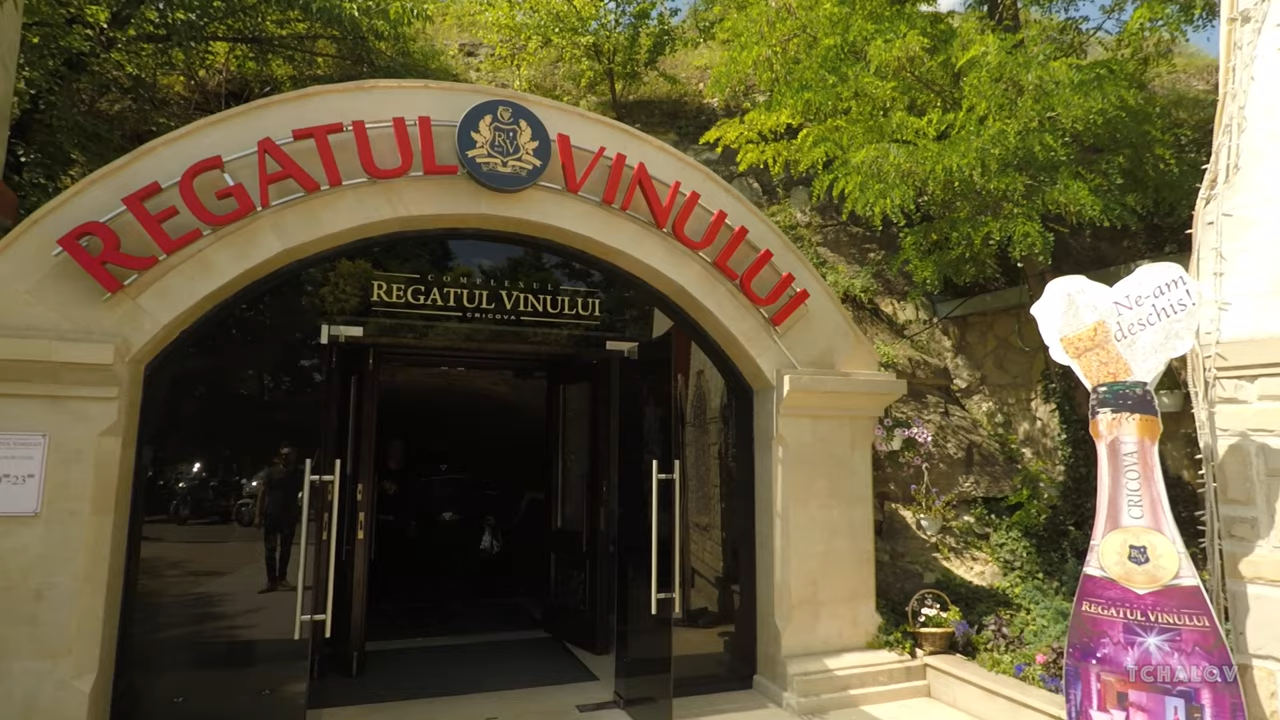 REGATUL VINULUI
RV
COMPLEXUL
REGATUL VINULUI
CRICOVA
Ne-am
deschis!
CRICOVA
RV
REGATUL VINULUI
TCHALOV